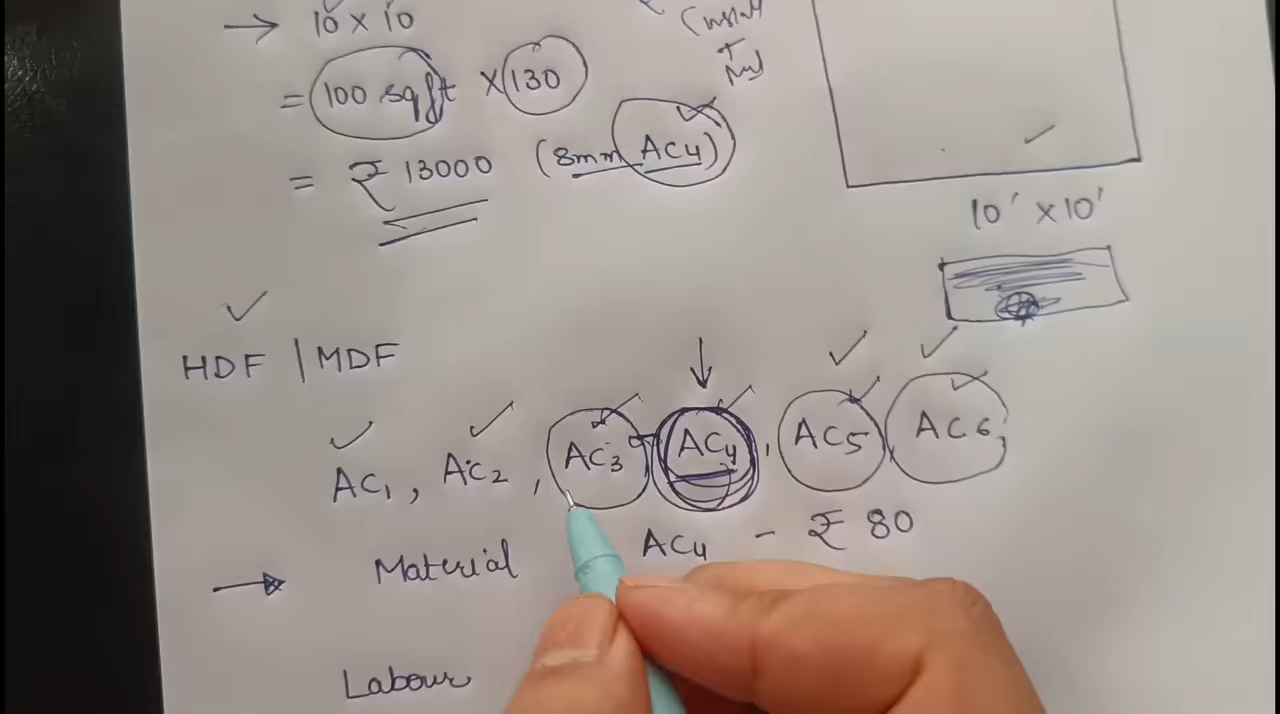 → 10 x 10
= 100 sqft x 130
= ₹ 13000 (8mm AC4)
10' x 10'
HDF | MDF
AC1, AC2, AC3 AC4, AC5 AC6,
→ Material AC4 - ₹ 80
Labour